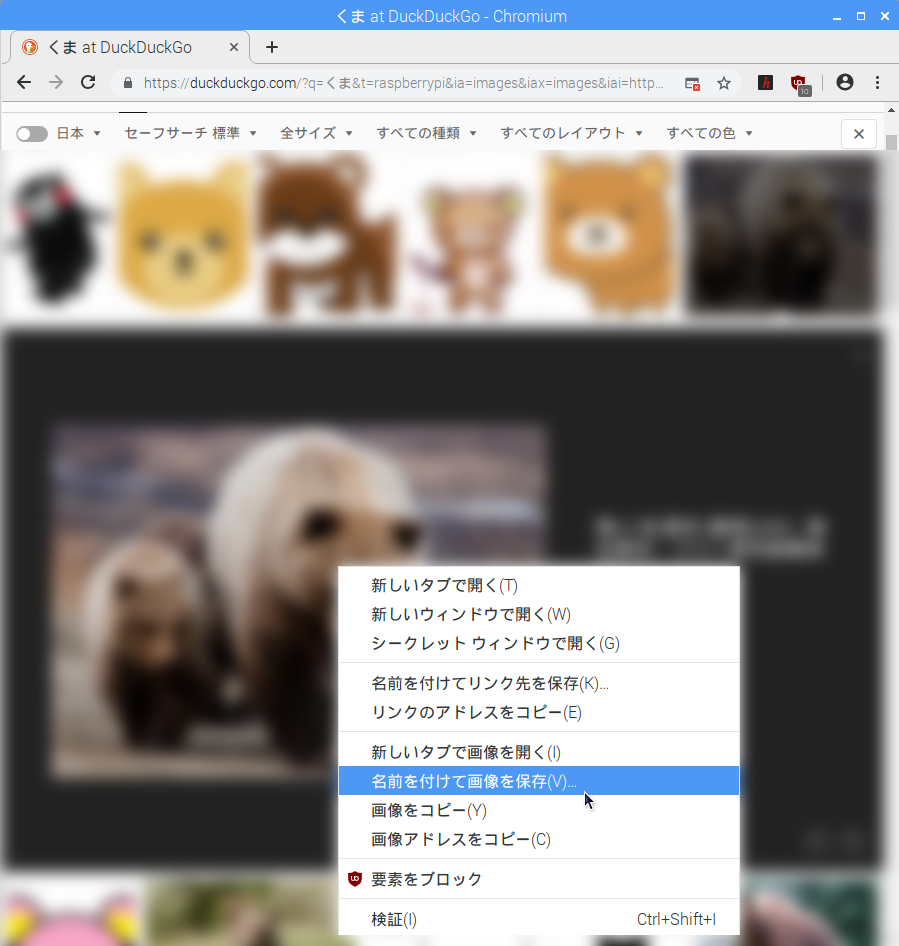 くま at DuckDuckGo - Chromium
くま at DuckDuckGo
https://duckduckgo.com/?q=くま&t=raspberrypi&ia=images&iax=images&iai=http...
10
日本 セーフサーチ 標準 全サイズ すべての種類 すべてのレイアウト すべての色
新しいタブで開く(T)
新しいウィンドウで開く(W)
シークレット ウィンドウで開く(G)
名前を付けてリンク先を保存(K)...
リンクのアドレスをコピー(E)
新しいタブで画像を開く(I)
名前を付けて画像を保存(V)...
画像をコピー(Y)
画像アドレスをコピー(C)
要素をブロック
検証(I) Ctrl+Shift+I